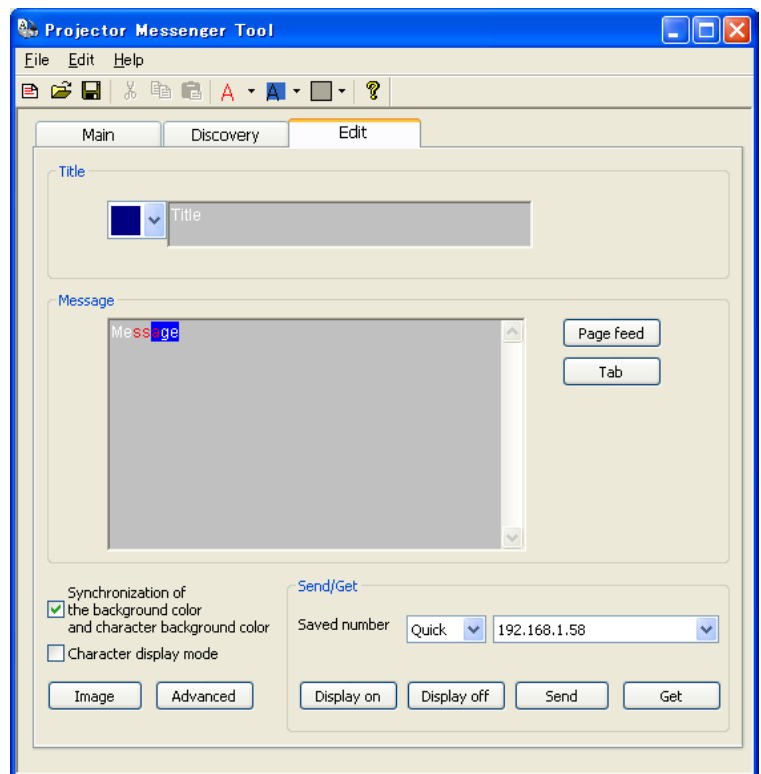 Projector Messenger Tool
File Edit Help
A A ?
Main Discovery Edit
Title
Title
Message
Message
Page feed
Tab
Synchronization of
the background color
and character background color
Character display mode
Image Advanced
Send/Get
Saved number Quick 192.168.1.58
Display on Display off Send Get